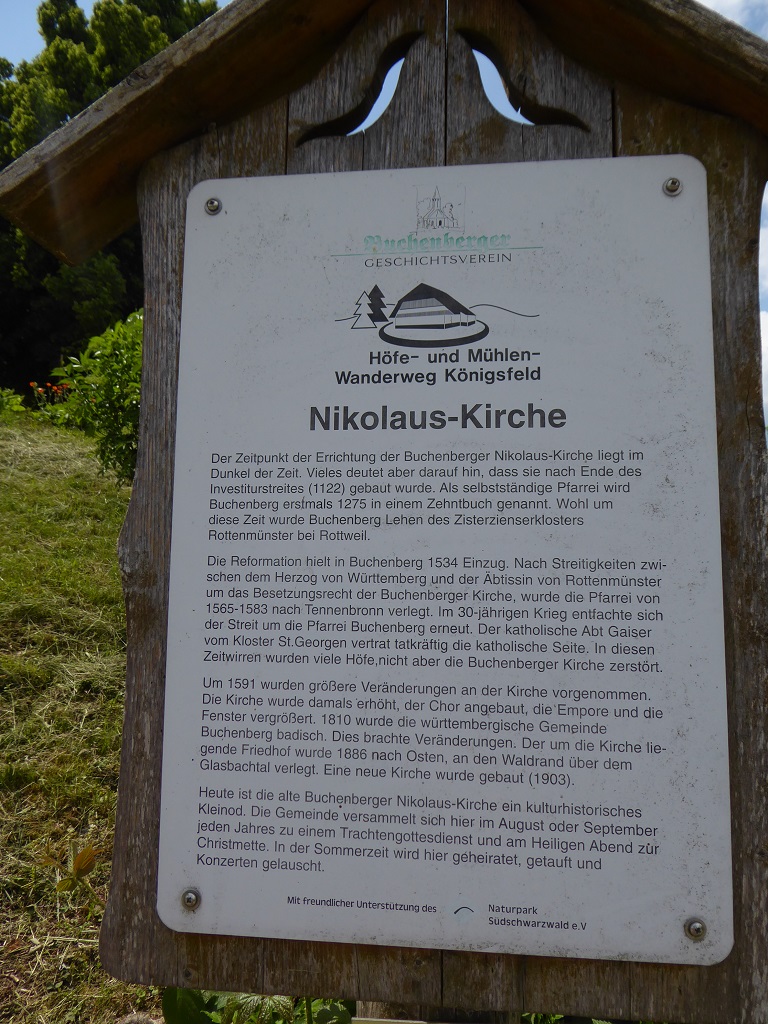 Buchenberger
GESCHICHTSVEREIN
Höfe- und Mühlen-
Wanderweg Königsfeld
Nikolaus-Kirche
Der Zeitpunkt der Errichtung der Buchenberger Nikolaus-Kirche liegt im
Dunkel der Zeit. Vieles deutet aber darauf hin, dass sie nach Ende des
Investiturstreites (1122) gebaut wurde. Als selbstständige Pfarrei wird
Buchenberg erstmals 1275 in einem Zehntbuch genannt. Wohl um
diese Zeit wurde Buchenberg Lehen des Zisterzienserklosters
Rottenmünster bei Rottweil.
Die Reformation hielt in Buchenberg 1534 Einzug. Nach Streitigkeiten zwi-
schen dem Herzog von Württemberg und der Äbtissin von Rottenmünster
um das Besetzungsrecht der Buchenberger Kirche, wurde die Pfarrei von
1565-1583 nach Tennenbronn verlegt. Im 30-jährigen Krieg entfachte sich
der Streit um die Pfarrei Buchenberg erneut. Der katholische Abt Gaiser
vom Kloster St.Georgen vertrat tatkräftig die katholische Seite. In diesen
Zeitwirren wurden viele Höfe,nicht aber die Buchenberger Kirche zerstört.
Um 1591 wurden größere Veränderungen an der Kirche vorgenommen.
Die Kirche wurde damals erhöht, der Chor angebaut, die Empore und die
Fenster vergrößert. 1810 wurde die württembergische Gemeinde
Buchenberg badisch. Dies brachte Veränderungen. Der um die Kirche lie-
gende Friedhof wurde 1886 nach Osten, an den Waldrand über dem
Glasbachtal verlegt. Eine neue Kirche wurde gebaut (1903).
Heute ist die alte Buchenberger Nikolaus-Kirche ein kulturhistorisches
Kleinod. Die Gemeinde versammelt sich hier im August oder September
jeden Jahres zu einem Trachtengottesdienst und am Heiligen Abend zur
Christmette. In der Sommerzeit wird hier geheiratet, getauft und
Konzerten gelauscht.
Mit freundlicher Unterstützung des
Naturpark
Südschwarzwald e.V